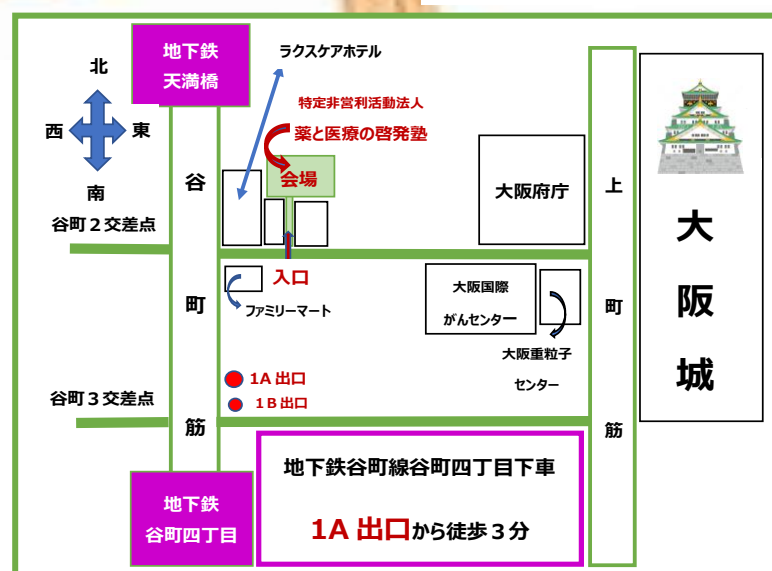 地下鉄
天満橋
ラクスケアホテル
北
西
東
南
特定非営利活動法人
薬と医療の啓発塾
会場
谷
町
筋
大阪府庁
上
町
筋
大
阪
城
谷町２交差点
入口
ファミリーマート
大阪国際
がんセンター
大阪重粒子
センター
1A 出口
1B 出口
谷町３交差点
地下鉄
谷町四丁目
地下鉄谷町線谷町四丁目下車
1A 出口から徒歩３分